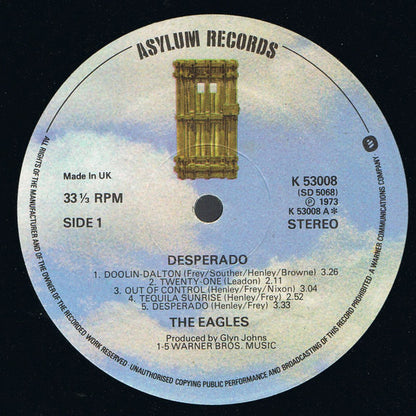 ASYLUM RECORDS
Made in UK
33 ⅓ RPM
SIDE 1
K 53008
(SD 5068)
Ⓟ 1973
K 53008 A*
STEREO
DESPERADO
1. DOOLIN-DALTON (Frey/Souther/Henley/Browne) 3.26
2. TWENTY-ONE (Leadon) 2.11
3. OUT OF CONTROL (Henley/Frey/Nixon) 3.04
4. TEQUILA SUNRISE (Henley/Frey) 2.52
5. DESPERADO (Henley/Frey) 3.33
THE EAGLES
Produced by Glyn Johns
1-5 WARNER BROS. MUSIC
ALL RIGHTS OF THE MANUFACTURER AND OF THE OWNER OF THE RECORDED WORK RESERVED · UNAUTHORISED COPYING PUBLIC PERFORMANCE AND BROADCASTING OF THIS RECORD PROHIBITED · A WARNER COMMUNICATIONS COMPANY